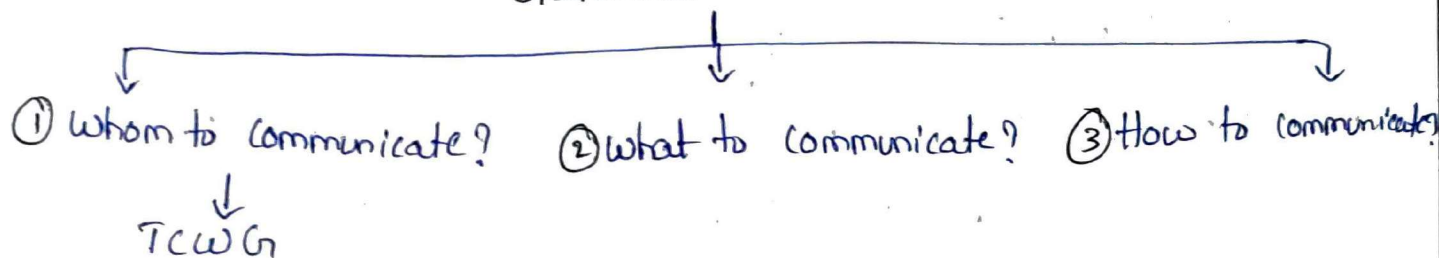 ① Whom to communicate? ② What to communicate? ③ How to communicate?
TCWG